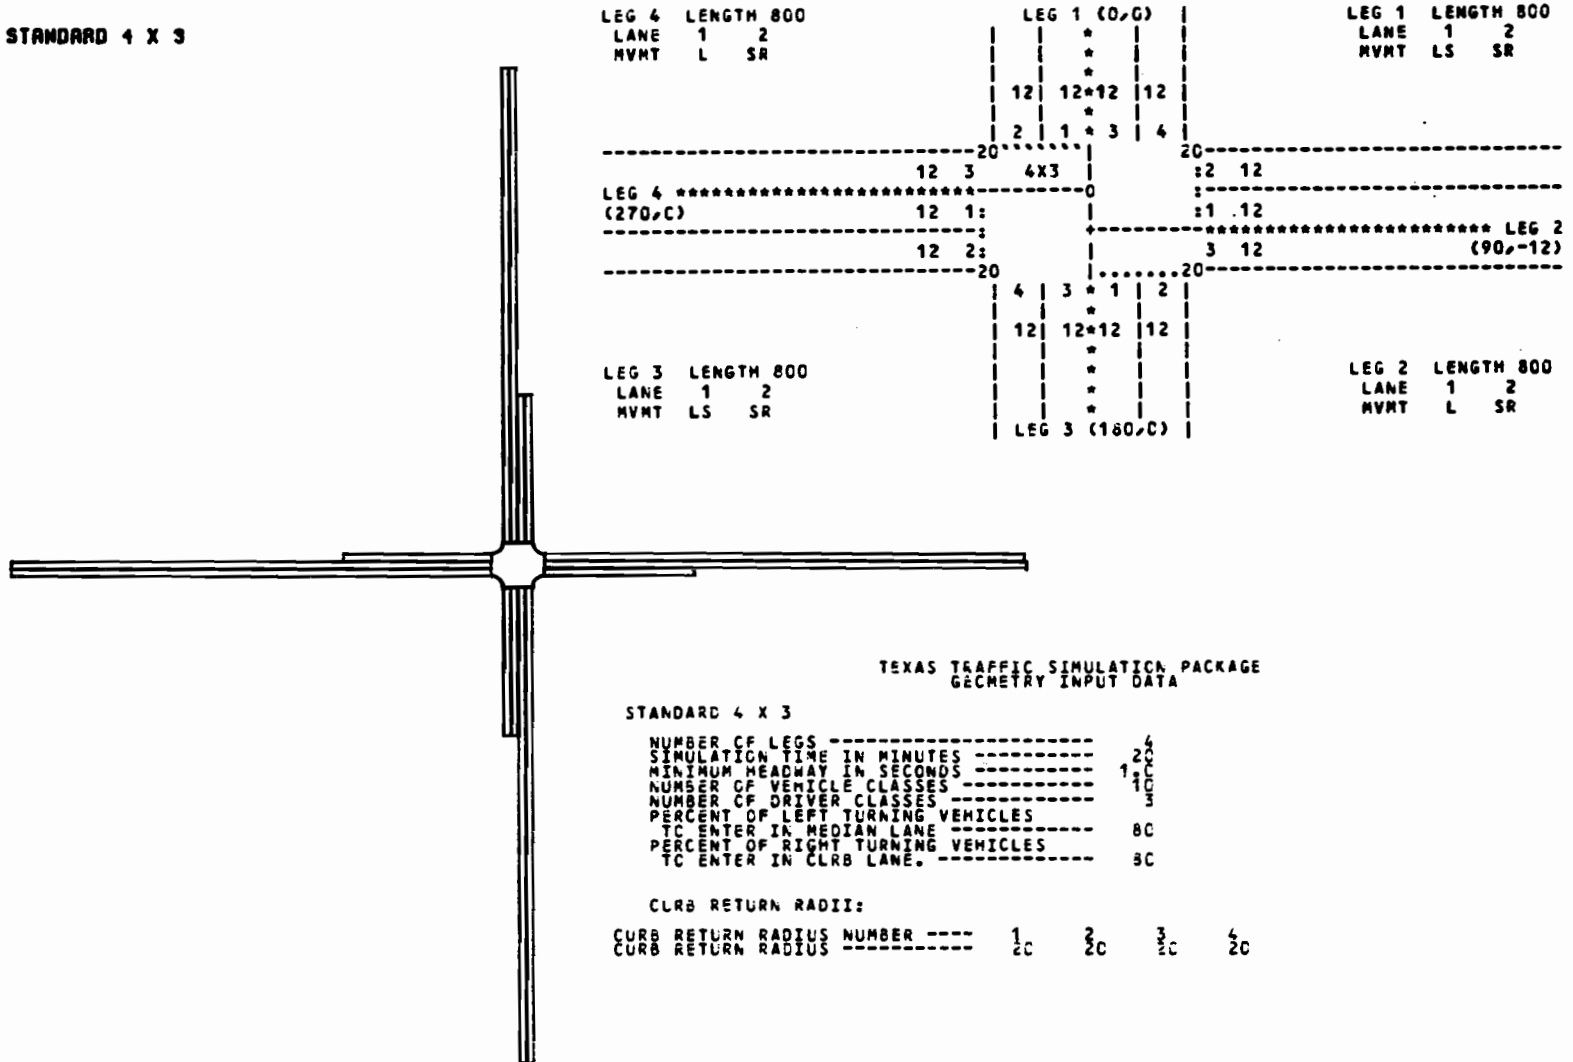 STANDARD 4 X 3
LEG 4 LENGTH 800
LANE 1 2
MVMT L SR
LEG 1 (0,C)
LEG 1 LENGTH 800
LANE 1 2
MVMT LS SR
12 12 12 12
2 1 3 4
20 20
12 3 4X3 2 12
LEG 4 0
(270,C) 12 1 1 12
LEG 2
12 2 3 12 (90,-12)
20 20
4 3 1 2
12 12 12 12
LEG 3 LENGTH 800
LANE 1 2
MVMT LS SR
LEG 3 (180,C)
LEG 2 LENGTH 800
LANE 1 2
MVMT L SR
TEXAS TRAFFIC SIMULATION PACKAGE
GEOMETRY INPUT DATA
STANDARD 4 X 3
NUMBER OF LEGS ---------------------- 4
SIMULATION TIME IN MINUTES ----------
MINIMUM HEADWAY IN SECONDS ---------- 1.0
NUMBER OF VEHICLE CLASSES ------------ 10
NUMBER OF DRIVER CLASSES ------------ 3
PERCENT OF LEFT TURNING VEHICLES
TO ENTER IN MEDIAN LANE ------------ 80
PERCENT OF RIGHT TURNING VEHICLES
TO ENTER IN CURB LANE. ------------- 80
CURB RETURN RADII:
CURB RETURN RADIUS NUMBER ---- 1 2 3 4
CURB RETURN RADIUS ----------- 20 20 20 20